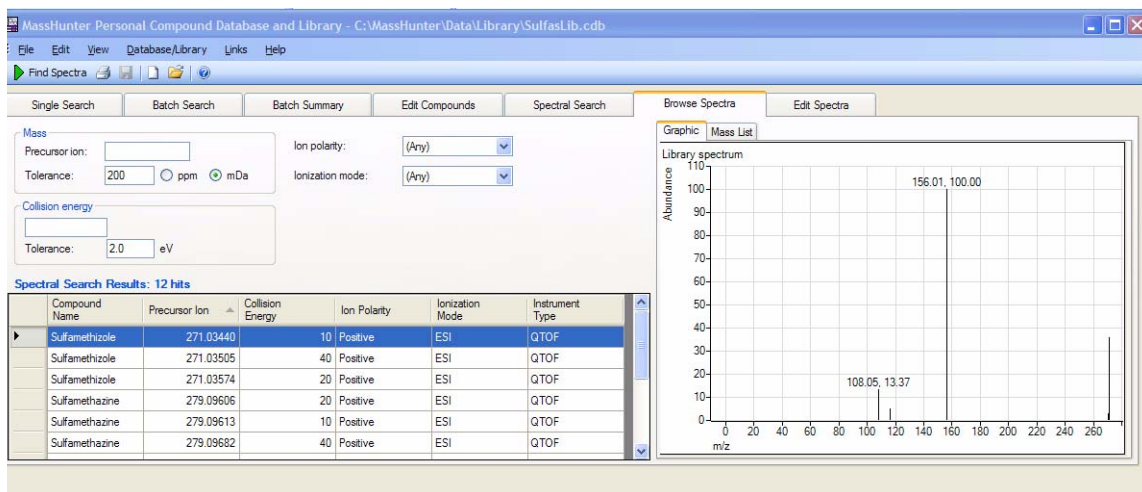 MassHunter Personal Compound Database and Library - C:\MassHunter\Data\Library\SulfasLib.cdb
File Edit View Database/Library Links Help
Find Spectra
Single Search Batch Search Batch Summary Edit Compounds Spectral Search Browse Spectra Edit Spectra
Mass
Precursor ion:
Tolerance: 200 ppm mDa
Ion polarity: (Any)
Ionization mode: (Any)
Collision energy
Tolerance: 2.0 eV
Spectral Search Results: 12 hits
Compound Name Precursor Ion Collision Energy Ion Polarity Ionization Mode Instrument Type
Sulfamethizole 271.03440 10 Positive ESI QTOF
Sulfamethizole 271.03505 40 Positive ESI QTOF
Sulfamethizole 271.03574 20 Positive ESI QTOF
Sulfamethazine 279.09606 20 Positive ESI QTOF
Sulfamethazine 279.09613 10 Positive ESI QTOF
Sulfamethazine 279.09682 40 Positive ESI QTOF
Graphic Mass List
Library spectrum
Abundance
110
100
90
80
70
60
50
40
30
20
10
0
156.01, 100.00
108.05, 13.37
0 20 40 60 80 100 120 140 160 180 200 220 240 260
m/z